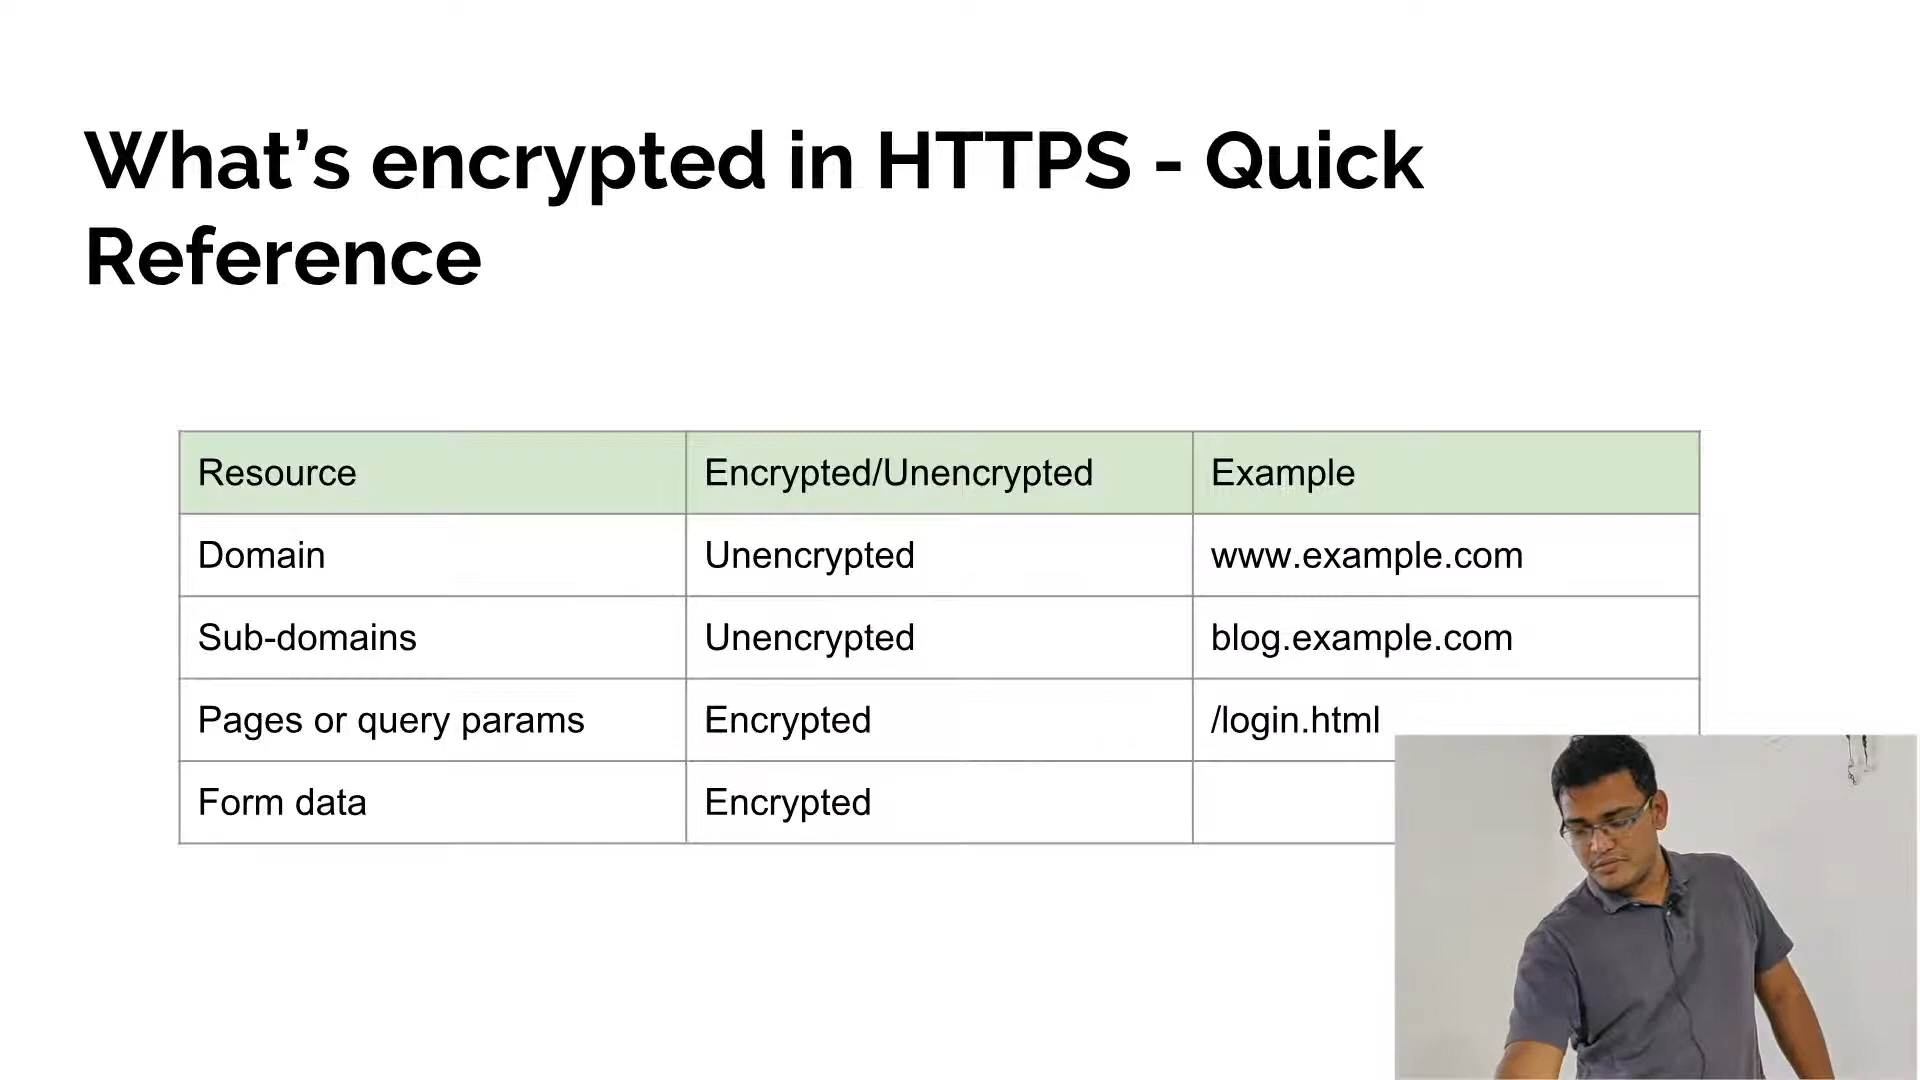 What’s encrypted in HTTPS - Quick
Reference
Resource Encrypted/Unencrypted Example
Domain Unencrypted www.example.com
Sub-domains Unencrypted blog.example.com
Pages or query params Encrypted /login.html
Form data Encrypted